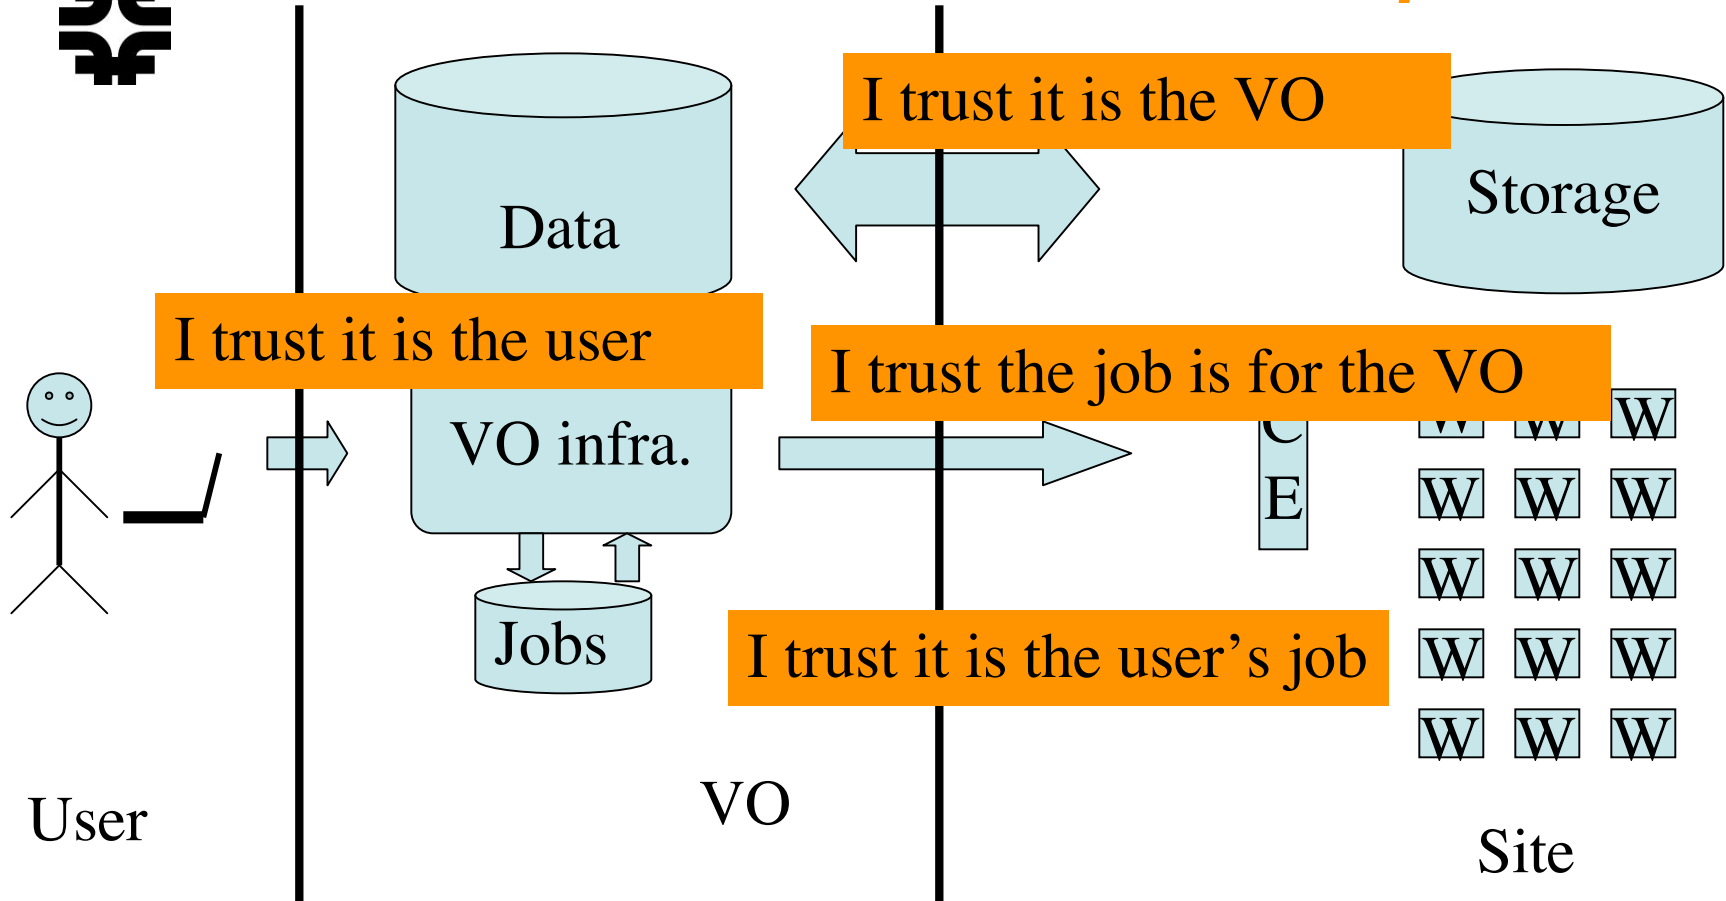 I trust it is the VO
Storage
Data
I trust it is the user
I trust the job is for the VO
VO infra.
C
E
W W W
W W W
W W W
W W W
W W W
Jobs
I trust it is the user’s job
User
VO
Site